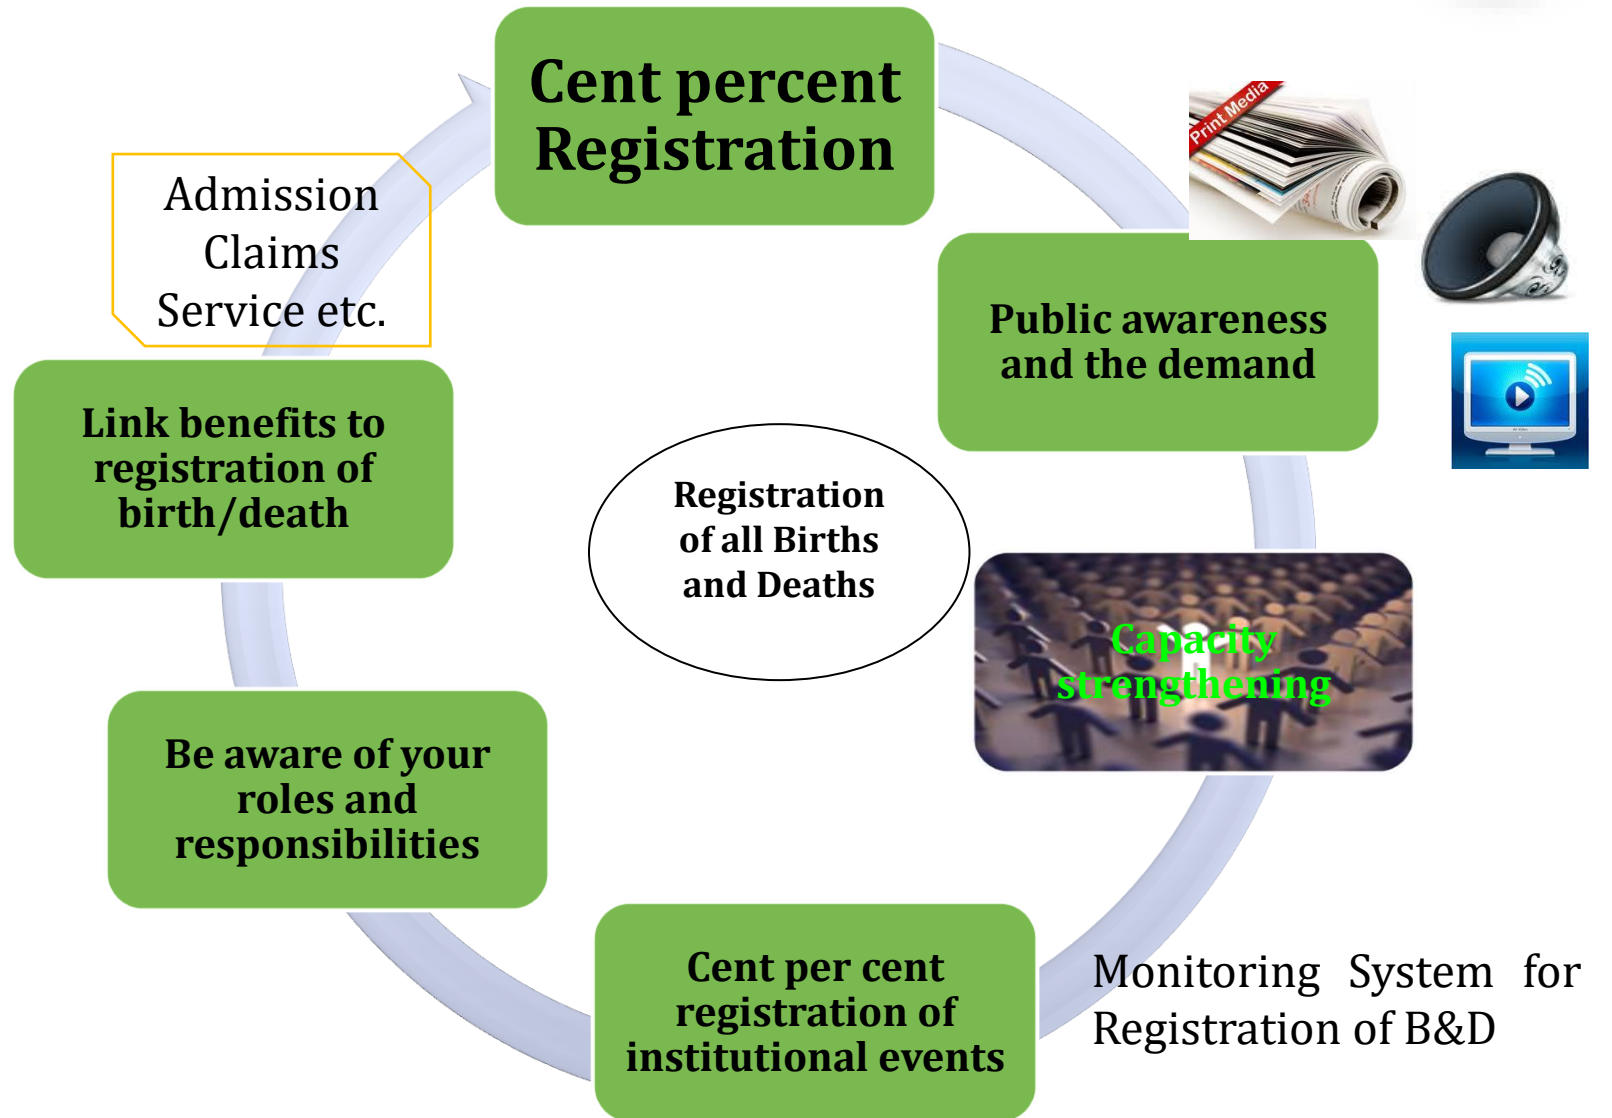 Cent percent
Registration
Print Media
Admission
Claims
Service etc.
Public awareness
and the demand
Link benefits to
registration of
birth/death
Registration
of all Births
and Deaths
Capacity
strengthening
Be aware of your
roles and
responsibilities
Cent per cent
registration of
institutional events
Monitoring System for
Registration of B&D